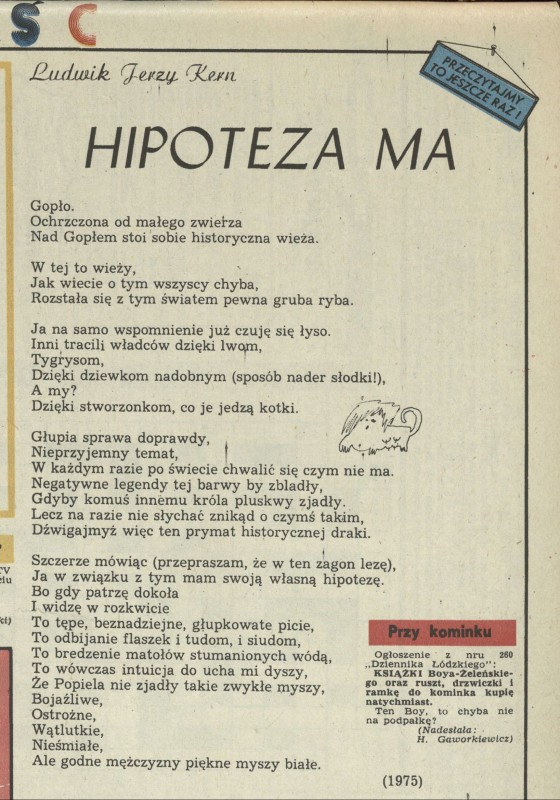 ŚC
Ludwik Jerzy Kern
PRZECZYTAJMY
TO JESZCZE RAZ!
HIPOTEZA MA
Gopło.
Ochrzczona od małego zwierza
Nad Gopłem stoi sobie historyczna wieża.
W tej to wieży,
Jak wiecie o tym wszyscy chyba,
Rozstała się z tym światem pewna gruba ryba.
Ja na samo wspomnienie już czuję się łyso.
Inni tracili władców dzięki lwom,
Tygrysom,
Dzięki dziewkom nadobnym (sposób nader słodki!),
A my?
Dzięki stworzonkom, co je jedzą kotki.
Głupia sprawa doprawdy,
Nieprzyjemny temat,
W każdym razie po świecie chwalić się czym nie ma.
Negatywne legendy tej barwy by zbladły,
Gdyby komuś innemu króla pluskwy zjadły.
Lecz na razie nie słychać znikąd o czymś takim,
Dźwigajmyż więc ten prymat historycznej draki.
Szczerze mówiąc (przepraszam, że w ten zagon lezę),
Ja w związku z tym mam swoją własną hipotezę.
Bo gdy patrzę dokoła
I widzę w rozkwicie
To tępe, beznadziejne, głupkowate picie,
To odbijanie flaszek i tudom, i siudom,
To bredzenie matołów stumanionych wódą,
To wówczas intuicja do ucha mi dyszy,
Że Popiela nie zjadły takie zwykłe myszy,
Bojaźliwe,
Ostrożne,
Wątlutkie,
Nieśmiałe,
Ale godne mężczyzny piękne myszy białe.
(1975)
Przy kominku
Ogłoszenie z nru 260
„Dziennika Łódzkiego":
KSIĄŻKI Boya-Żeleńskie-
go oraz ruszt, drzwiczki i
ramkę do kominka kupię
natychmiast.
Ten Boy, to chyba nie
na podpałkę?
(Nadesłała:
H. Gaworkiewicz)